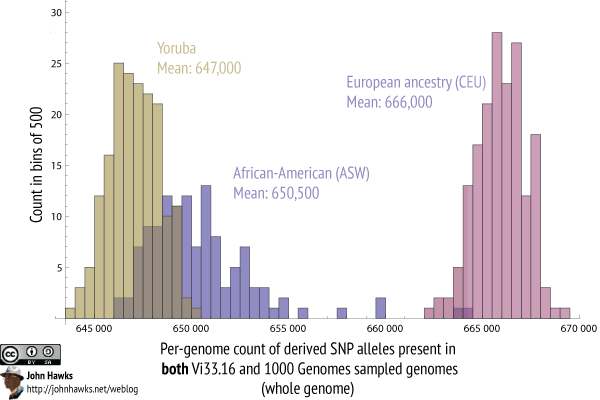 30
25
20
15
10
5
Count in bins of 500
Yoruba
Mean: 647,000
European ancestry (CEU)
Mean: 666,000
African-American (ASW)
Mean: 650,500
645 000 650 000 655 000 660 000 665 000 670 000
Per-genome count of derived SNP alleles present in
both Vi33.16 and 1000 Genomes sampled genomes
(whole genome)
cc
BY SA
John Hawks
http://johnhawks.net/weblog